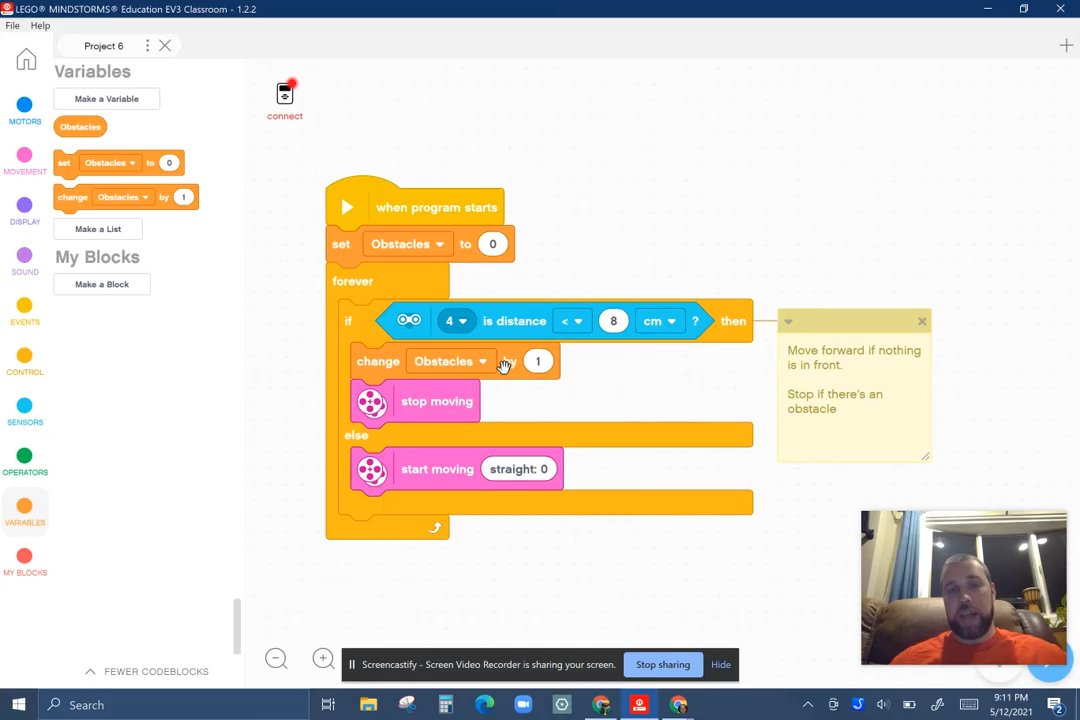 LEGO® MINDSTORMS® Education EV3 Classroom - 1.2.2
File Help
Project 6
Variables
Make a Variable
Obstacles
set Obstacles to 0
change Obstacles by 1
Make a List
My Blocks
Make a Block
MOTORS
MOVEMENT
DISPLAY
SOUND
EVENTS
CONTROL
SENSORS
OPERATORS
VARIABLES
MY BLOCKS
FEWER CODEBLOCKS
connect
when program starts
set Obstacles to 0
forever
if 4 is distance < 8 cm ? then
change Obstacles by 1
stop moving
else
start moving straight: 0
Move forward if nothing
is in front.
Stop if there's an
obstacle
Screencastify - Screen Video Recorder is sharing your screen.
Stop sharing
Hide
Search
9:11 PM
5/12/2021
2